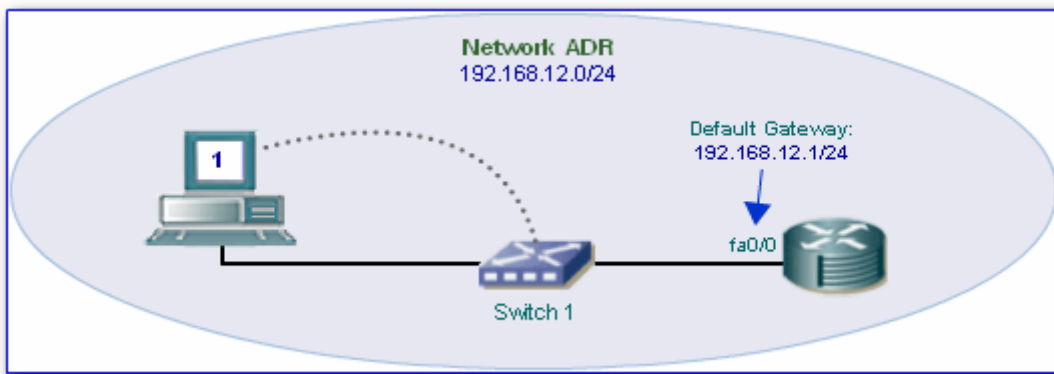 Network ADR
192.168.12.0/24
1
Default Gateway:
192.168.12.1/24
fa0/0
Switch 1